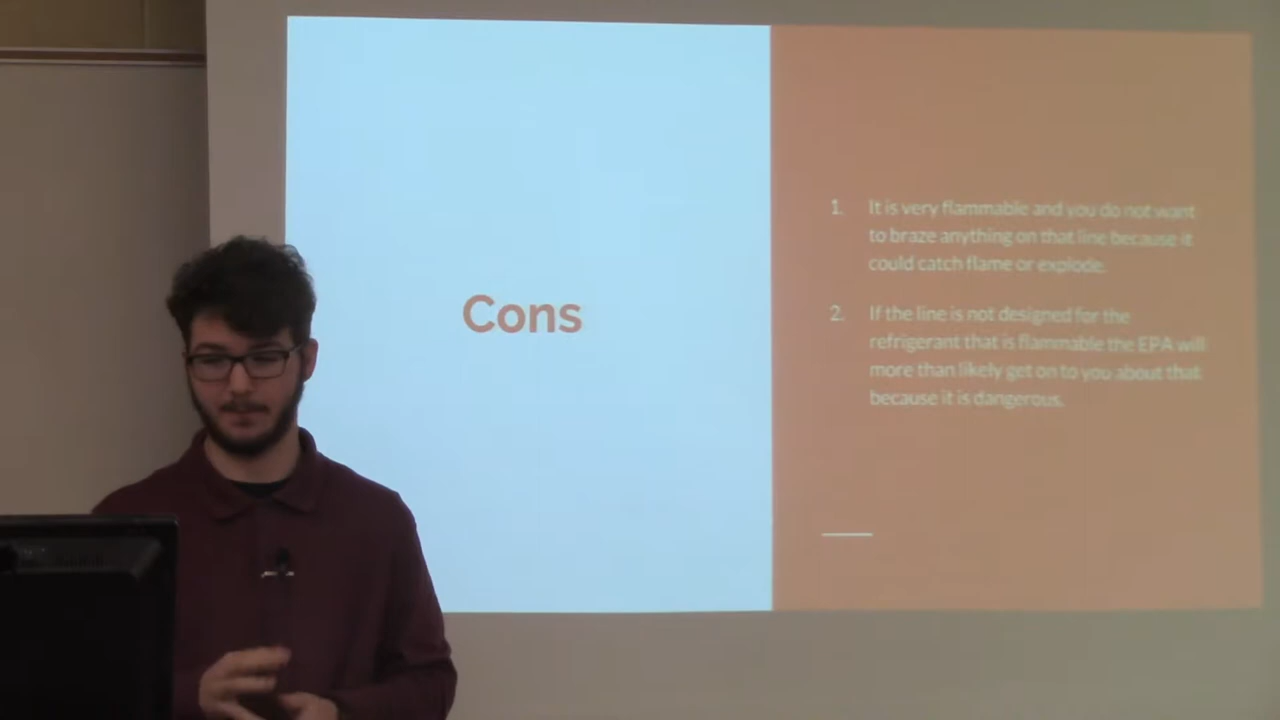 Cons
1. It is very flammable and you do not want
to braze anything on that line because it
could catch flame or explode.
2. If the line is not designed for the
refrigerant that is flammable the EPA will
more than likely get on to you about that
because it is dangerous.